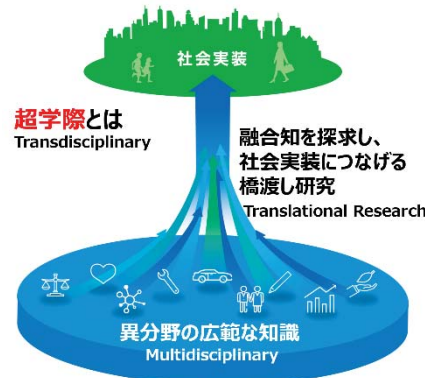 社会実装
超学際とは
Transdisciplinary
融合知を探求し、
社会実装につなげる
橋渡し研究
Translational Research
異分野の広範な知識
Multidisciplinary